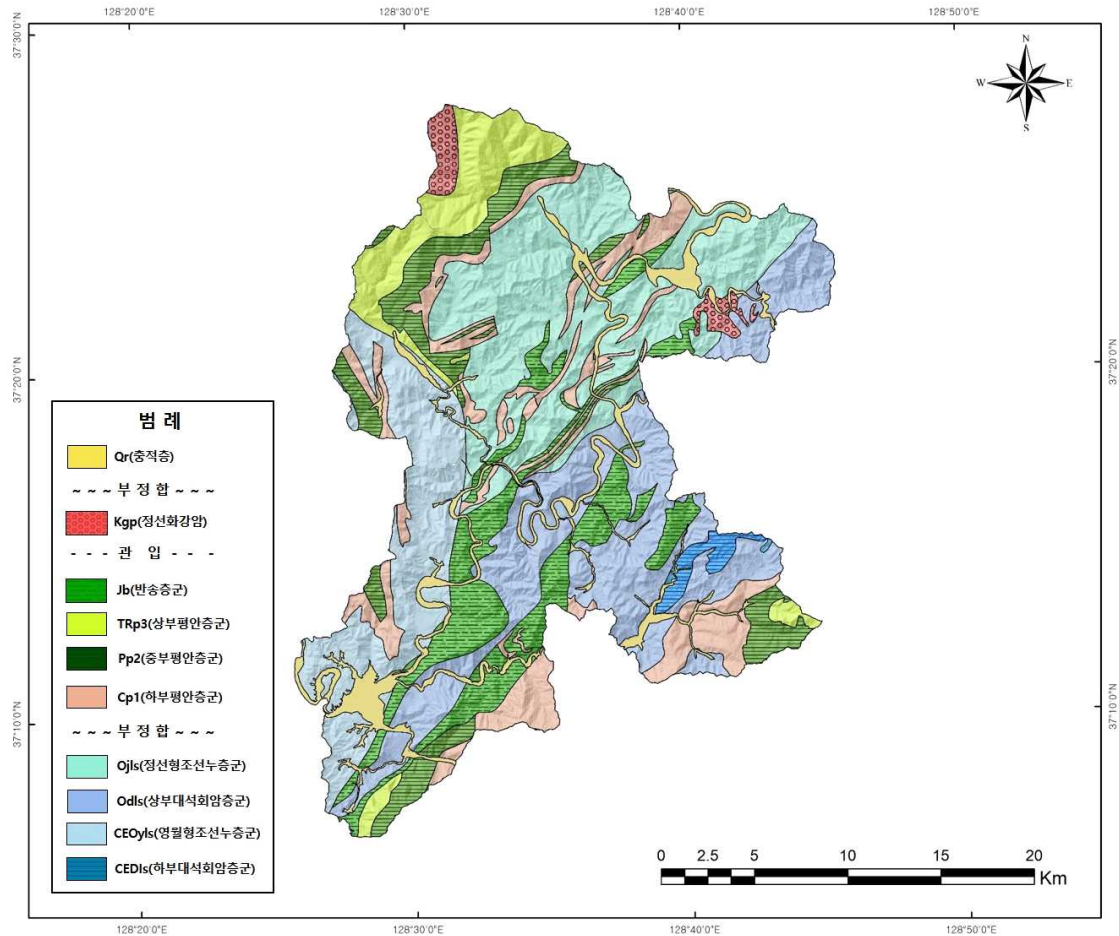 128°20'0"E 128°30'0"E 128°40'0"E 128°50'0"E
37°30'0"N
N
W E
S
37°20'0"N
37°20'0"N
범 례
Qr(충적층)
~ ~ ~ 부 정 합 ~ ~ ~
Kgp(정선화강암)
- - - 관 입 - - -
Jb(반송층군)
TRp3(상부평안층군)
Pp2(중부평안층군)
Cp1(하부평안층군)
~ ~ ~ 부 정 합 ~ ~ ~
Ojls(정선형조선누층군)
Odls(상부대석회암층군)
CEOyls(영월형조선누층군)
CEDls(하부대석회암층군)
37°10'0"N
37°10'0"N
0 2.5 5 10 15 20
Km
128°20'0"E 128°30'0"E 128°40'0"E 128°50'0"E